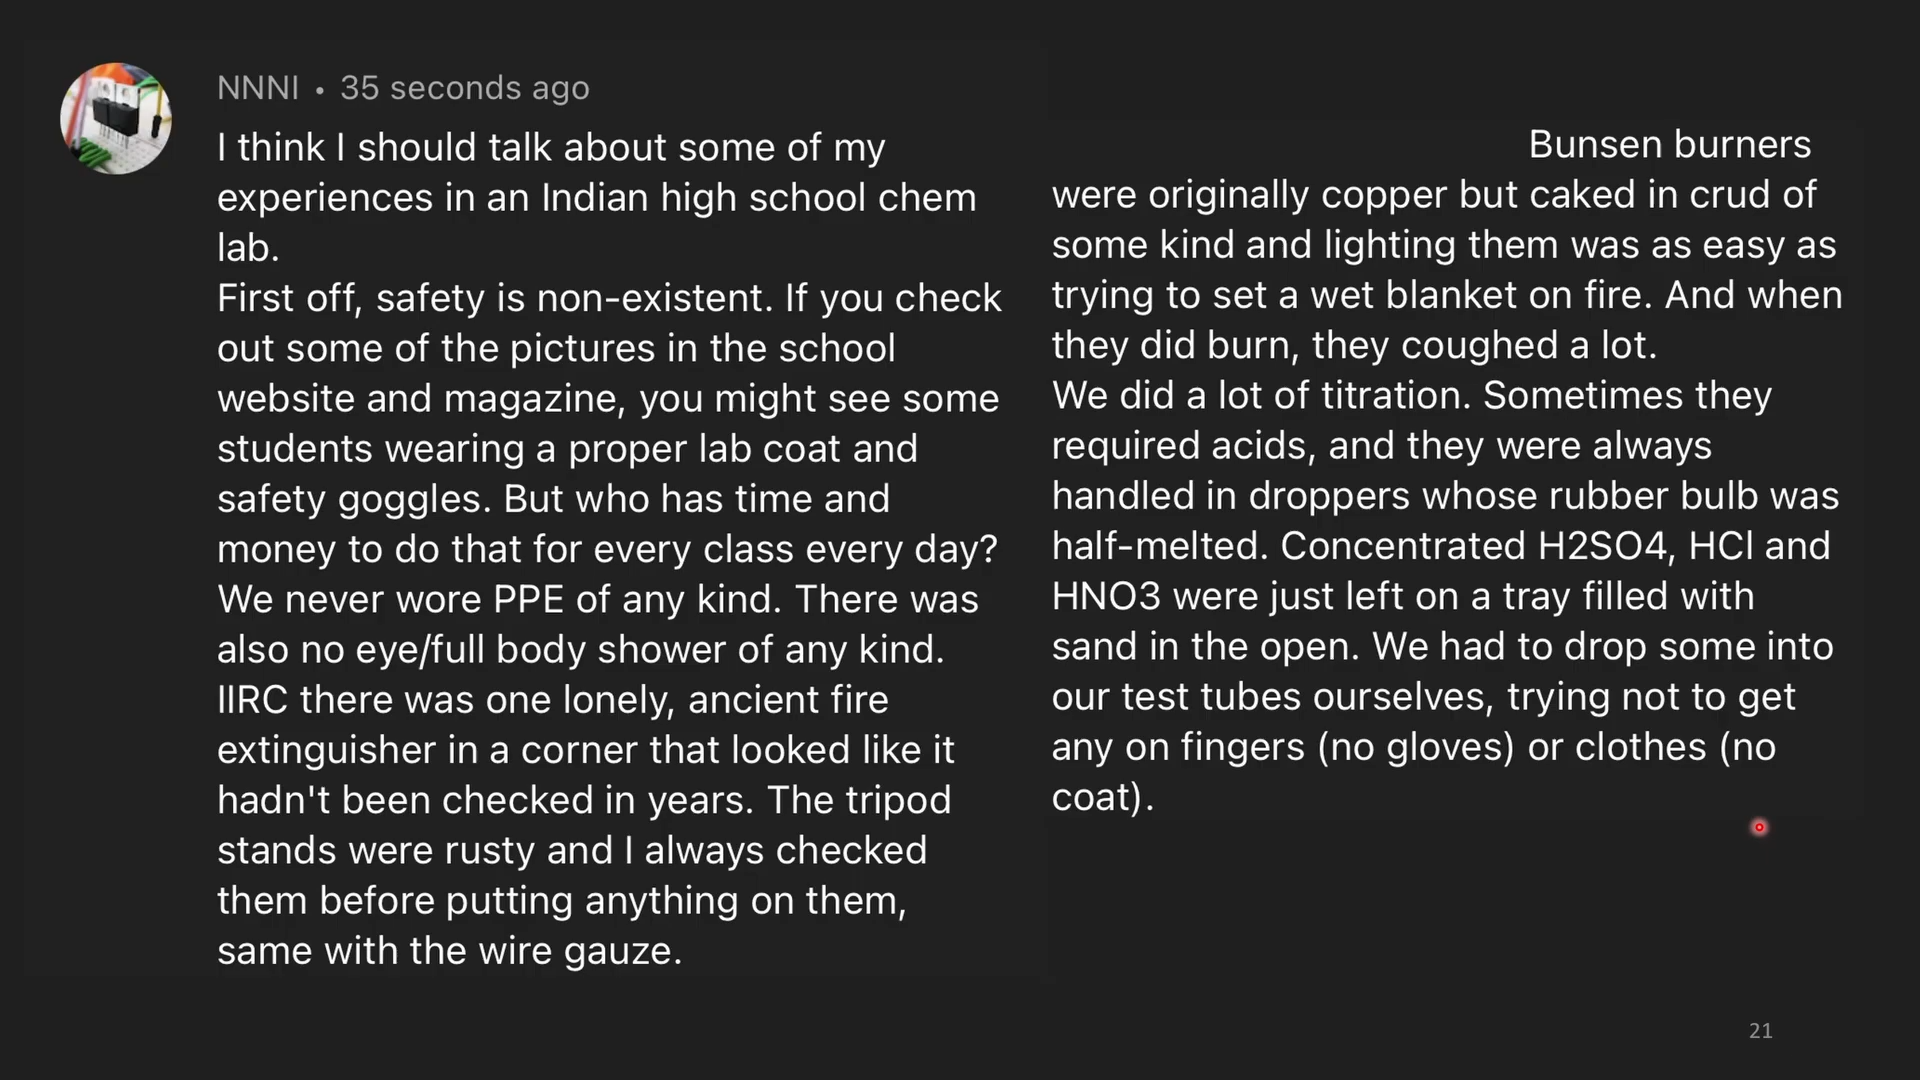 NNNI • 35 seconds ago
I think I should talk about some of my
experiences in an Indian high school chem
lab.
First off, safety is non-existent. If you check
out some of the pictures in the school
website and magazine, you might see some
students wearing a proper lab coat and
safety goggles. But who has time and
money to do that for every class every day?
We never wore PPE of any kind. There was
also no eye/full body shower of any kind.
IIRC there was one lonely, ancient fire
extinguisher in a corner that looked like it
hadn't been checked in years. The tripod
stands were rusty and I always checked
them before putting anything on them,
same with the wire gauze.
Bunsen burners
were originally copper but caked in crud of
some kind and lighting them was as easy as
trying to set a wet blanket on fire. And when
they did burn, they coughed a lot.
We did a lot of titration. Sometimes they
required acids, and they were always
handled in droppers whose rubber bulb was
half-melted. Concentrated H2SO4, HCl and
HNO3 were just left on a tray filled with
sand in the open. We had to drop some into
our test tubes ourselves, trying not to get
any on fingers (no gloves) or clothes (no
coat).
21